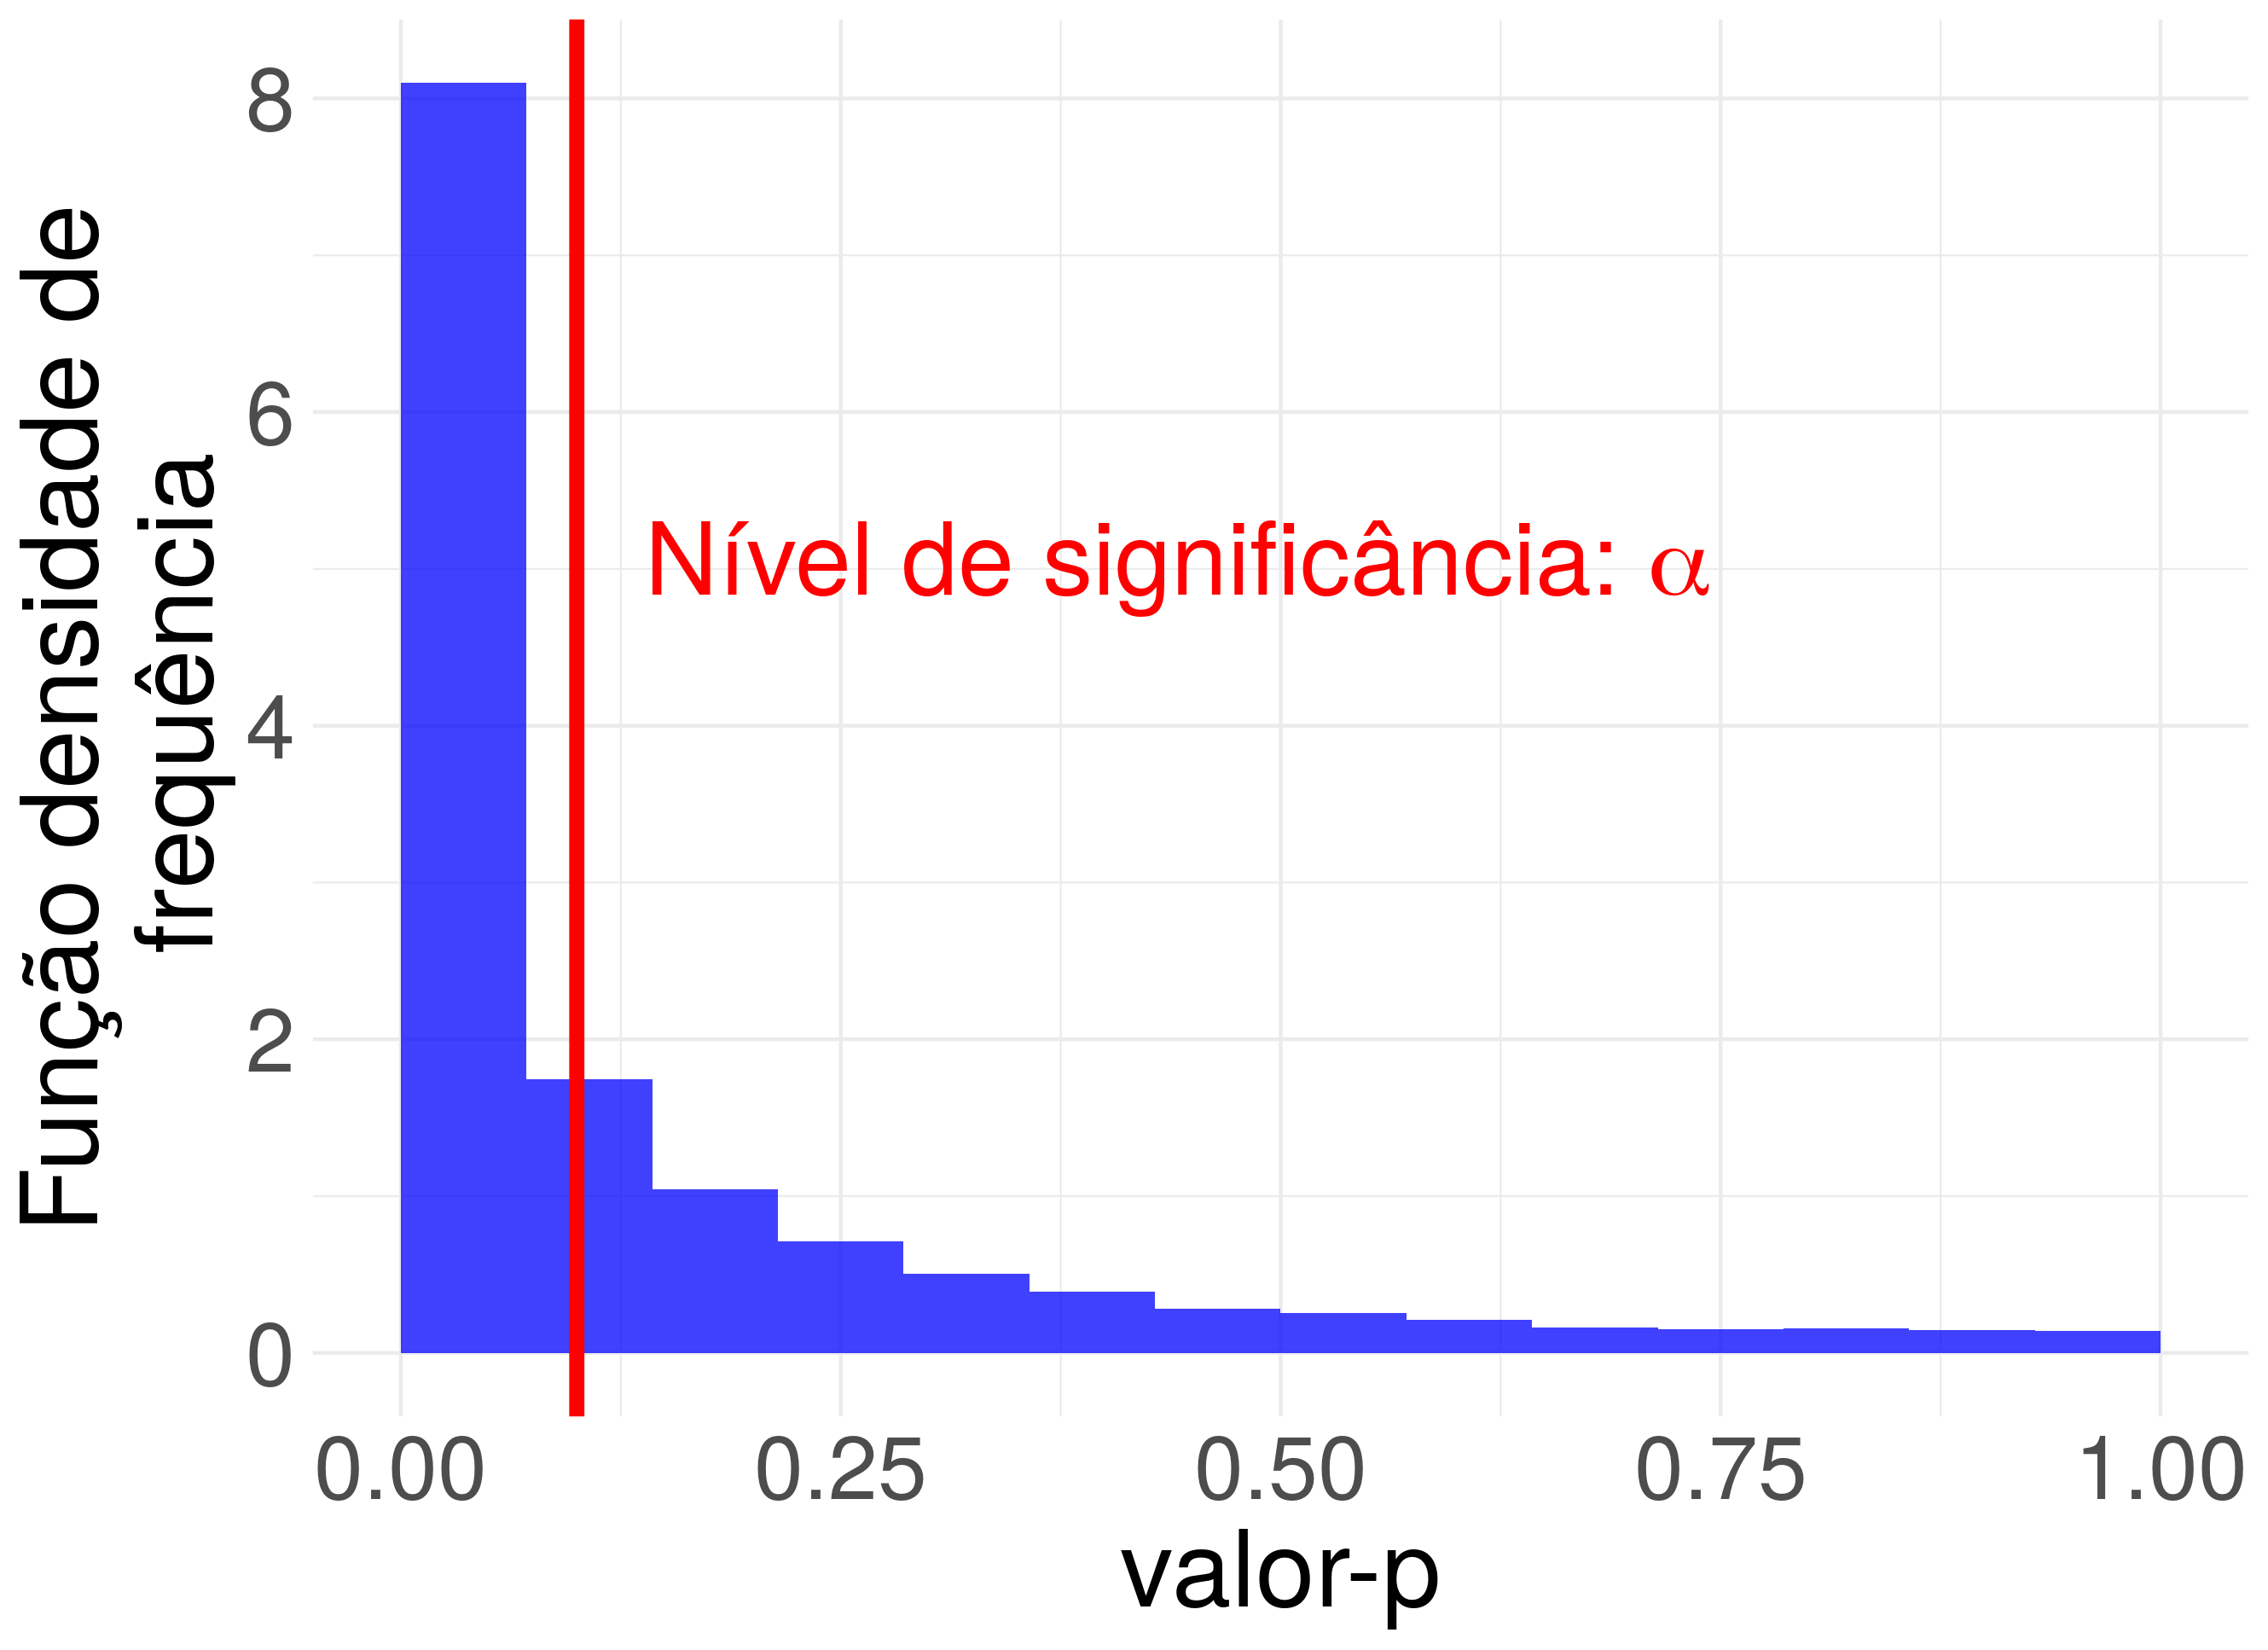 Função densidade de
frequência
8
6
4
2
0
Nível de significância: α
0.00 0.25 0.50 0.75 1.00
valor-p